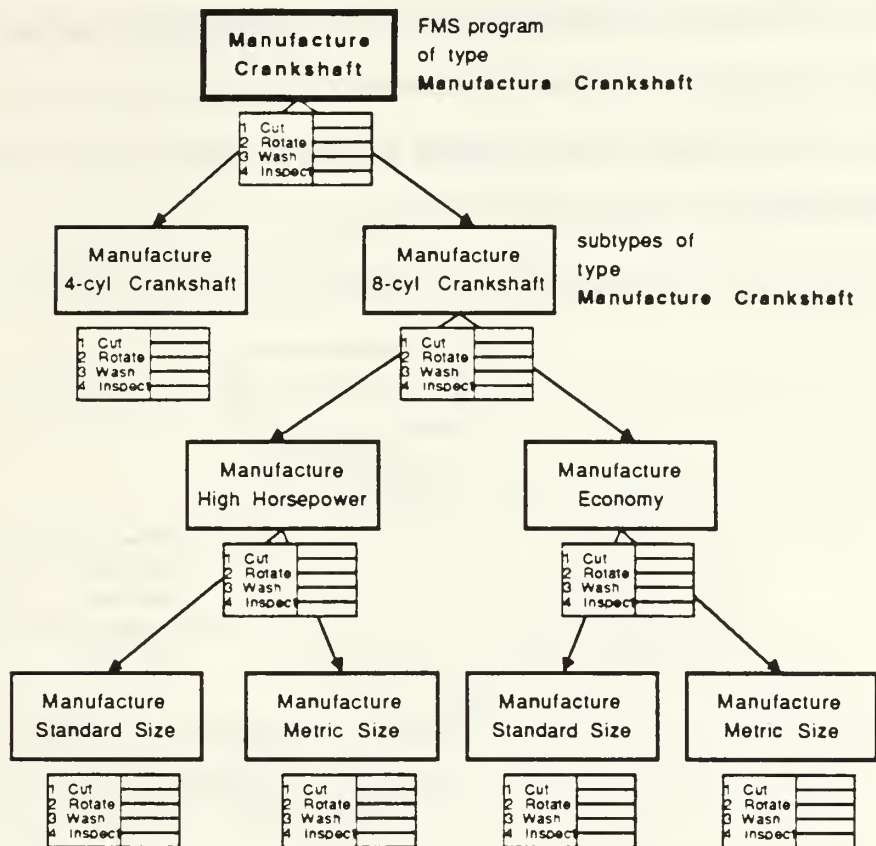 Manufacture
Crankshaft
FMS program
of type
Manufactura Crankshaft
1 Cut
2 Rotate
3 Wash
4 Inspect
Manufacture
4-cyl Crankshaft
Manufacture
8-cyl Crankshaft
subtypes of
type
Manufacture Crankshaft
1 Cut
2 Rotate
3 Wash
4 Inspect
1 Cut
2 Rotate
3 Wash
4 Inspect
Manufacture
High Horsepower
Manufacture
Economy
1 Cut
2 Rotate
3 Wash
4 Inspect
1 Cut
2 Rotate
3 Wash
4 Inspect
Manufacture
Standard Size
Manufacture
Metric Size
Manufacture
Standard Size
Manufacture
Metric Size
1 Cut
2 Rotate
3 Wash
4 Inspect
1 Cut
2 Rotate
3 Wash
4 Inspect
1 Cut
2 Rotate
3 Wash
4 Inspect
1 Cut
2 Rotate
3 Wash
4 Inspect